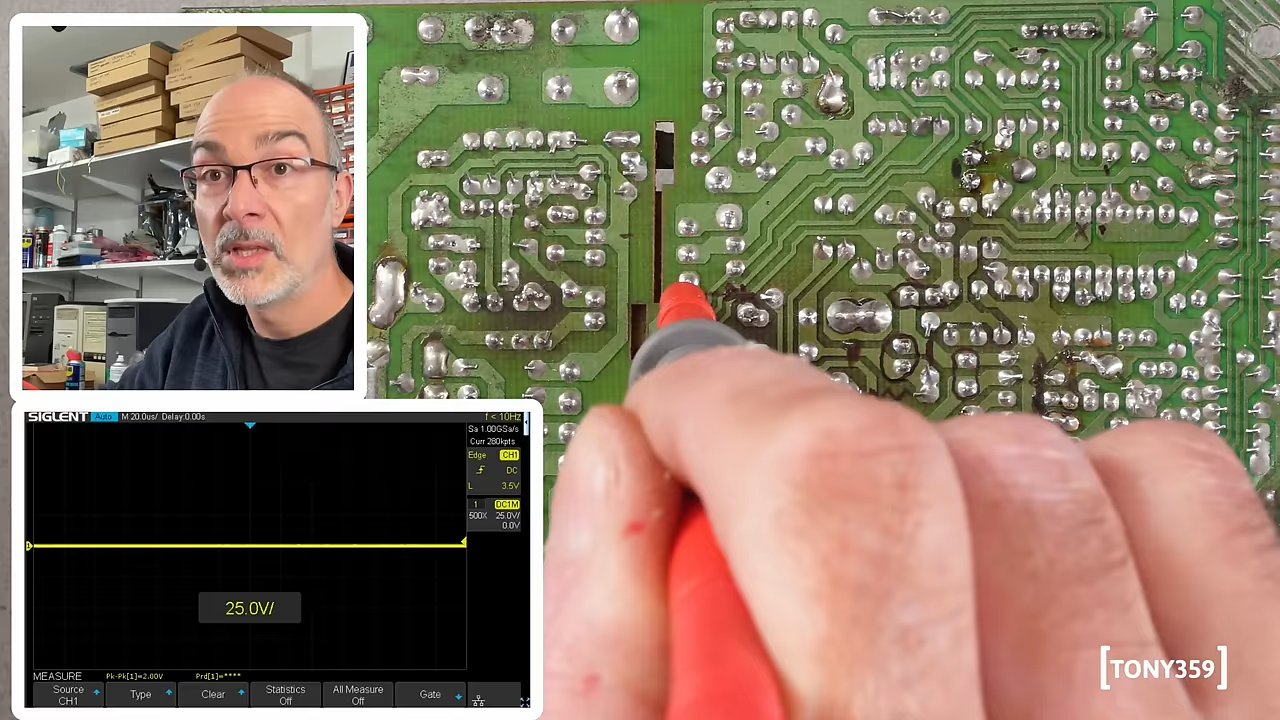 SIGLENT Auto M 20.0us/ Delay:0.00s f < 10Hz
Sa 1.00GSa/s
Curr 280kpts
Edge CH1
DC
L 3.5V
1 DC1M
500X 25.0V/
0.0V
25.0V/
MEASURE Pk-Pk[1]=2.00V Prd[1]=****
Source CH1
Type
Clear
Statistics Off
All Measure Off
Gate
[TONY359]